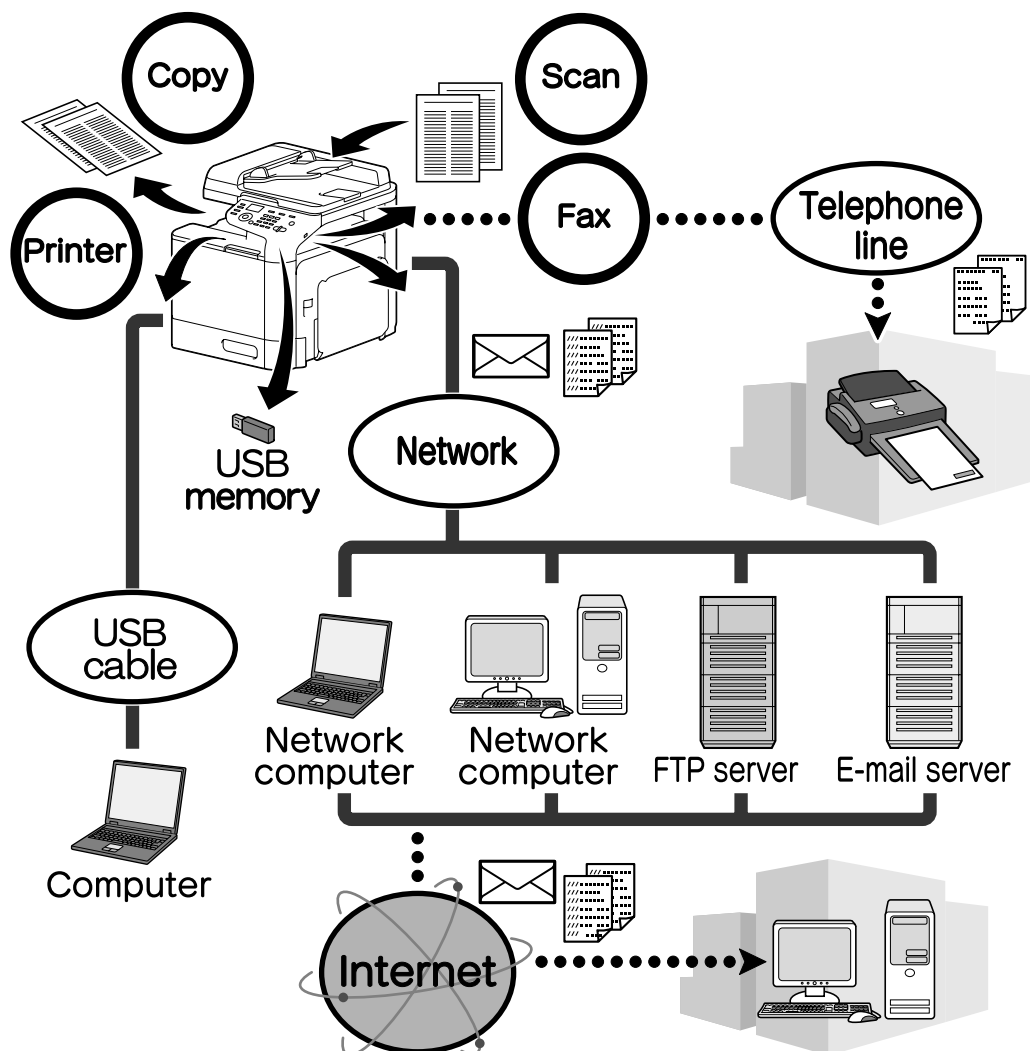 Copy
Scan
Printer
Fax
Telephone
line
USB
memory
Network
USB
cable
Network
computer
Network
computer
FTP server
E-mail server
Computer
Internet